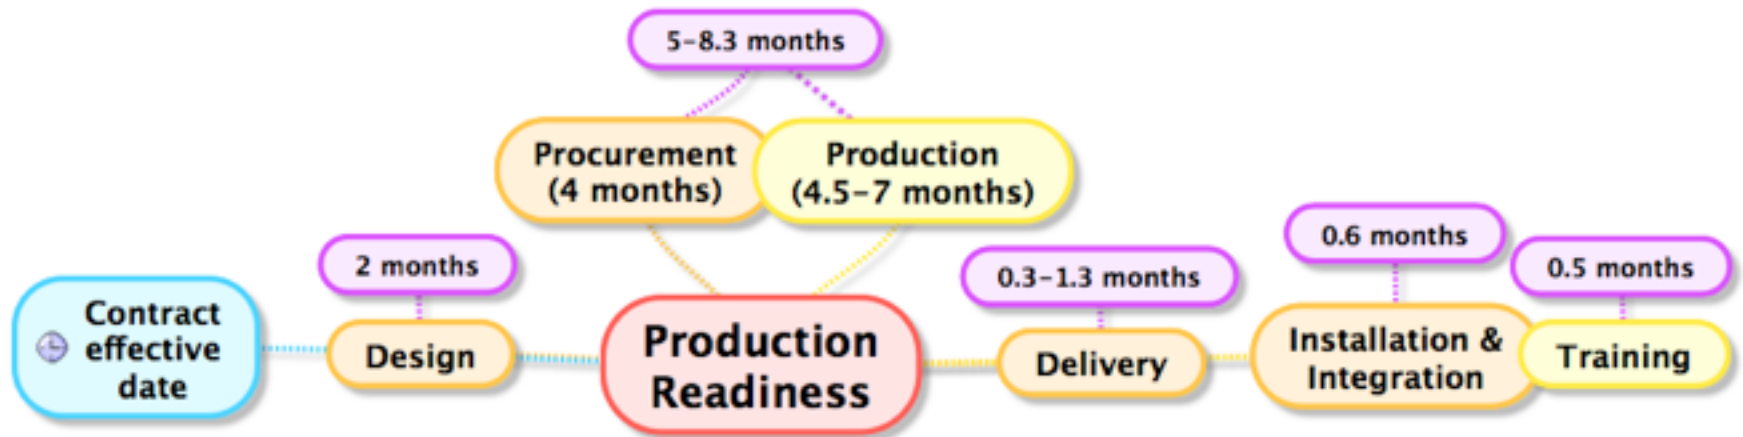 5–8.3 months
Procurement
(4 months)
Production
(4.5–7 months)
2 months
Contract
effective
date
Design
Production
Readiness
0.3–1.3 months
Delivery
0.6 months
Installation &
Integration
0.5 months
Training